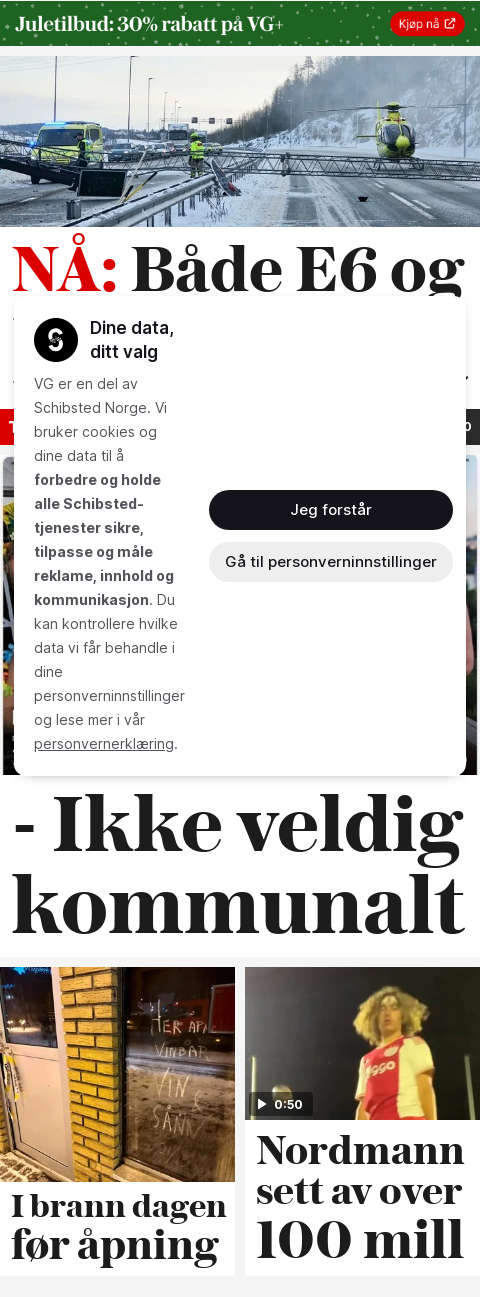 Juletilbud: 30% rabatt på VG+
Kjøp nå
NÅ: Både E6 og
Dine data,
ditt valg
VG er en del av
Schibsted Norge. Vi
bruker cookies og
dine data til å
forbedre og holde
alle Schibsted-
tjenester sikre,
tilpasse og måle
reklame, innhold og
kommunikasjon. Du
kan kontrollere hvilke
data vi får behandle i
dine
personverninnstillinger
og lese mer i vår
personvernerklæring.
Jeg forstår
Gå til personverninnstillinger
- Ikke veldig
kommunalt
HER
VINBAR
VIN &
SÅNN
I brann dagen
før åpning
0:50
Nordmann
sett av over
100 mill